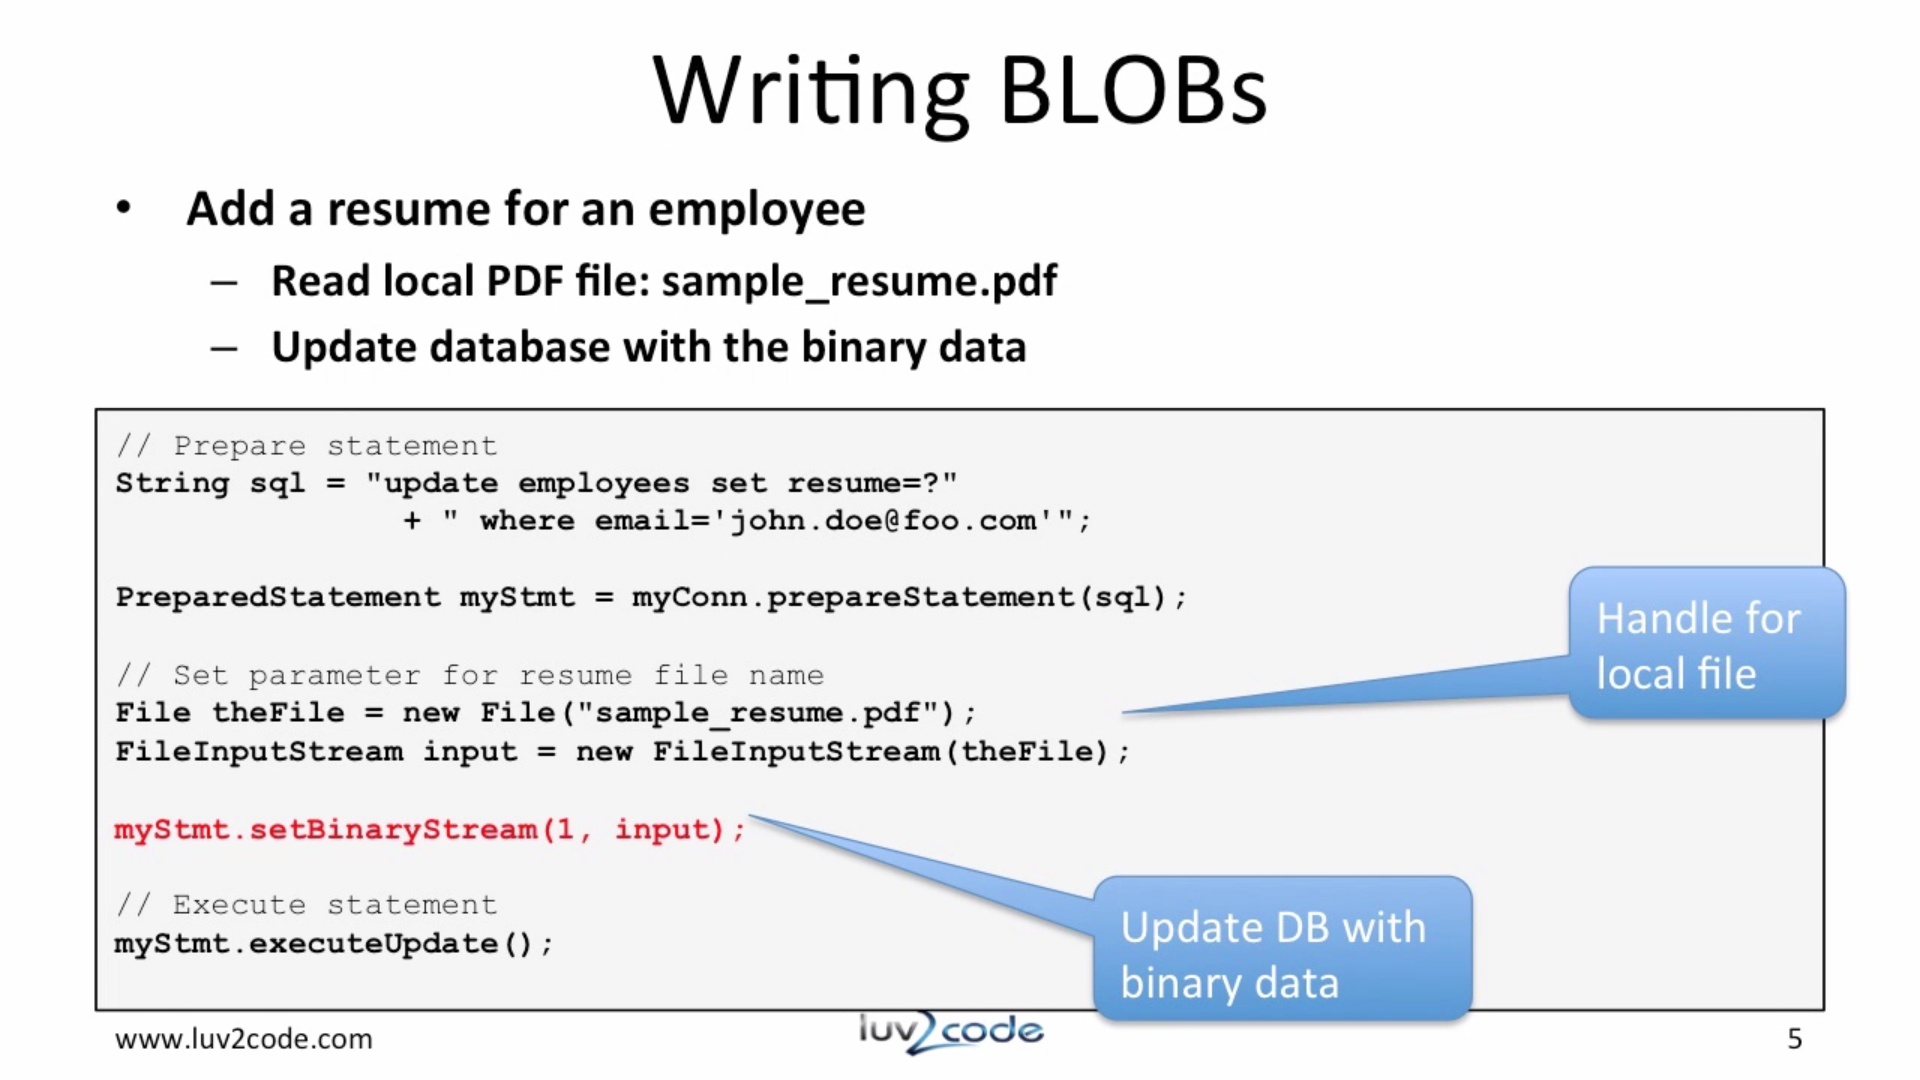 Writing BLOBs
• Add a resume for an employee
– Read local PDF file: sample_resume.pdf
– Update database with the binary data
// Prepare statement
String sql = "update employees set resume=?"
+ " where email='john.doe@foo.com'";
PreparedStatement myStmt = myConn.prepareStatement(sql);
// Set parameter for resume file name
File theFile = new File("sample_resume.pdf");
FileInputStream input = new FileInputStream(theFile);
myStmt.setBinaryStream(1, input);
// Execute statement
myStmt.executeUpdate();
Handle for
local file
Update DB with
binary data
www.luv2code.com
luv2code
5